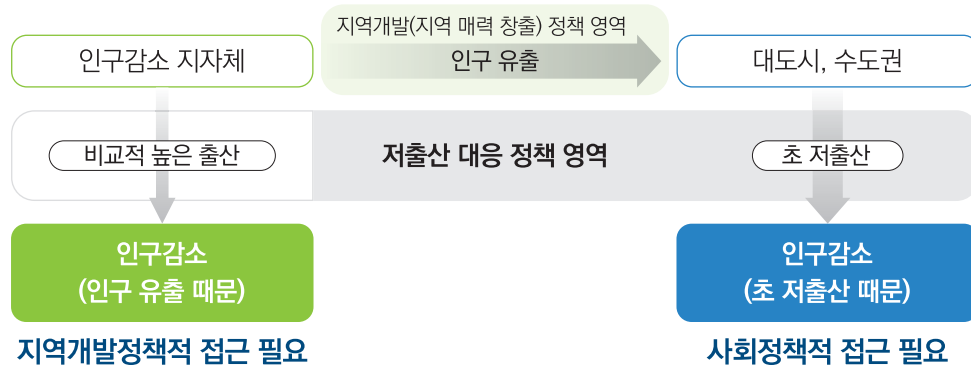 지역개발(지역 매력 창출) 정책 영역
인구감소 지자체
인구 유출
대도시, 수도권
비교적 높은 출산
저출산 대응 정책 영역
초 저출산
인구감소
(인구 유출 때문)
인구감소
(초 저출산 때문)
지역개발정책적 접근 필요
사회정책적 접근 필요